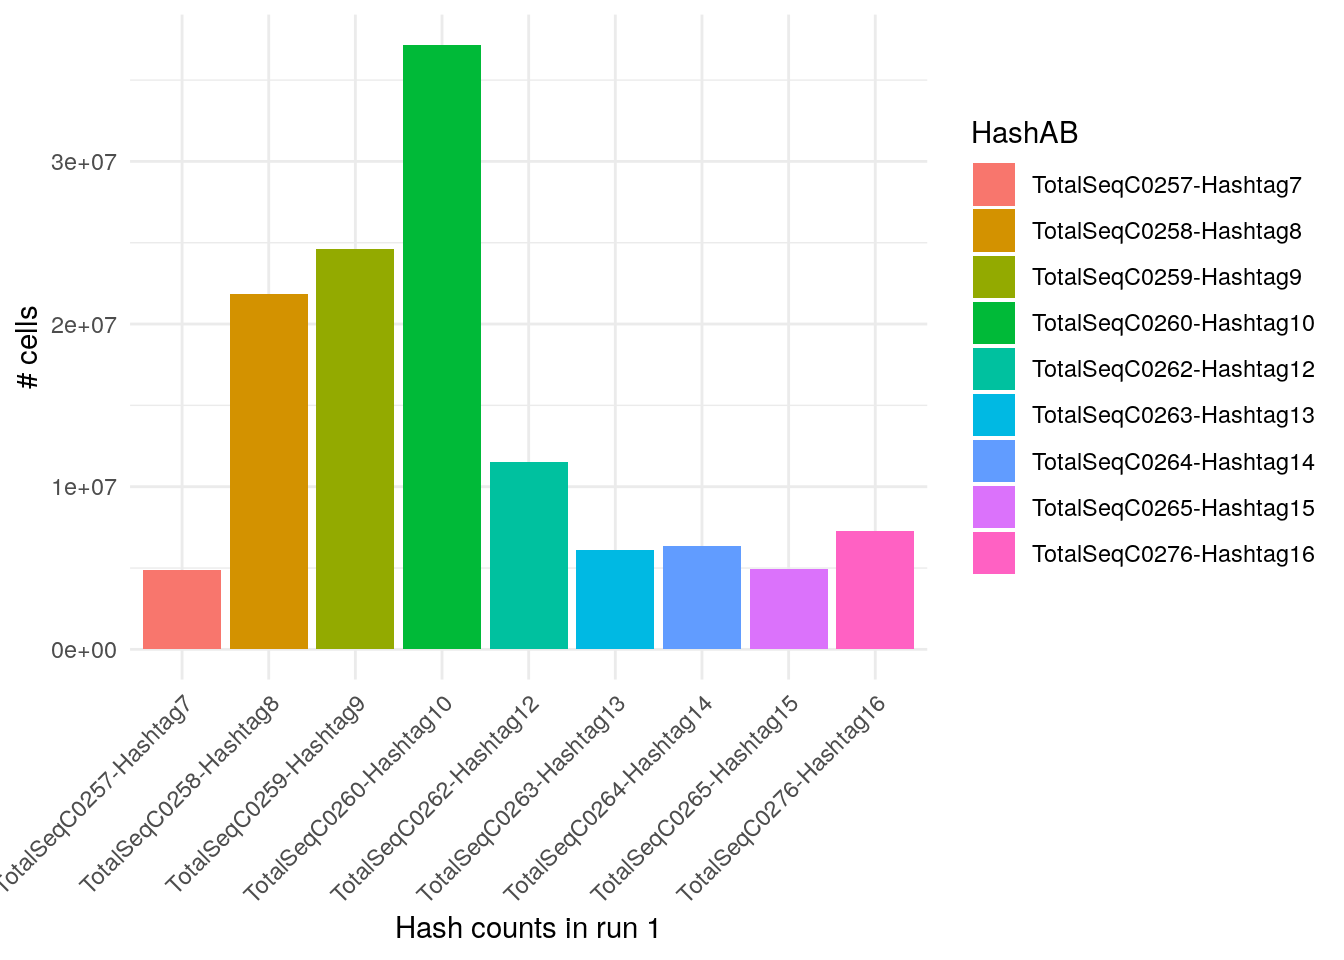 # cells
3e+07
2e+07
1e+07
0e+00
TotalSeqC0257-Hashtag7
TotalSeqC0258-Hashtag8
TotalSeqC0259-Hashtag9
TotalSeqC0260-Hashtag10
TotalSeqC0262-Hashtag12
TotalSeqC0263-Hashtag13
TotalSeqC0264-Hashtag14
TotalSeqC0265-Hashtag15
TotalSeqC0276-Hashtag16
Hash counts in run 1
HashAB
TotalSeqC0257-Hashtag7
TotalSeqC0258-Hashtag8
TotalSeqC0259-Hashtag9
TotalSeqC0260-Hashtag10
TotalSeqC0262-Hashtag12
TotalSeqC0263-Hashtag13
TotalSeqC0264-Hashtag14
TotalSeqC0265-Hashtag15
TotalSeqC0276-Hashtag16